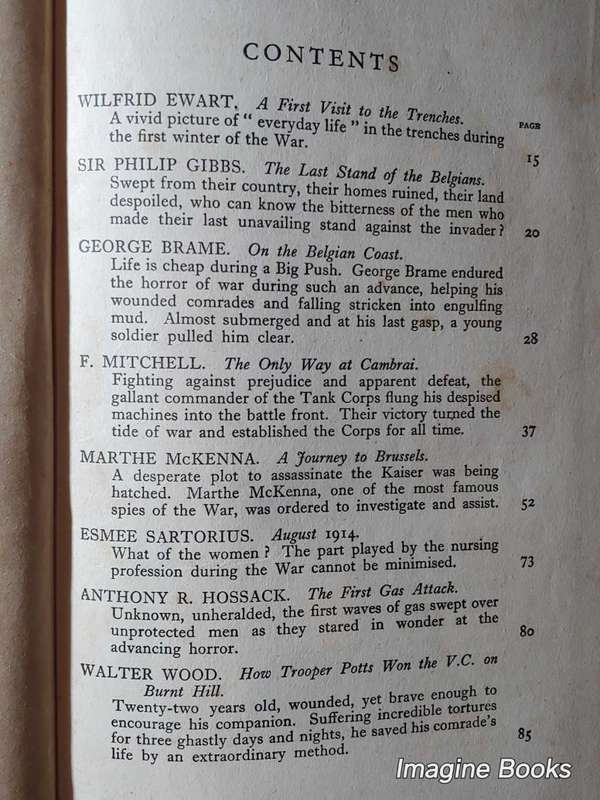 CONTENTS
WILFRID EWART. A First Visit to the Trenches.
A vivid picture of "everyday life" in the trenches during
the first winter of the War.
PAGE
15
SIR PHILIP GIBBS. The Last Stand of the Belgians.
Swept from their country, their homes ruined, their land
despoiled, who can know the bitterness of the men who
made their last unavailing stand against the invader? 20
GEORGE BRAME. On the Belgian Coast.
Life is cheap during a Big Push. George Brame endured
the horror of war during such an advance, helping his
wounded comrades and falling stricken into engulfing
mud. Almost submerged and at his last gasp, a young
soldier pulled him clear. 28
F. MITCHELL. The Only Way at Cambrai.
Fighting against prejudice and apparent defeat, the
gallant commander of the Tank Corps flung his despised
machines into the battle front. Their victory turned the
tide of war and established the Corps for all time. 37
MARTHE McKENNA. A Journey to Brussels.
A desperate plot to assassinate the Kaiser was being
hatched. Marthe McKenna, one of the most famous
spies of the War, was ordered to investigate and assist. 52
ESMEE SARTORIUS. August 1914.
What of the women? The part played by the nursing
profession during the War cannot be minimised. 73
ANTHONY R. HOSSACK. The First Gas Attack.
Unknown, unheralded, the first waves of gas swept over
unprotected men as they stared in wonder at the
advancing horror. 80
WALTER WOOD. How Trooper Potts Won the V.C. on
Burnt Hill.
Twenty-two years old, wounded, yet brave enough to
encourage his companion. Suffering incredible tortures
for three ghastly days and nights, he saved his comrade's
life by an extraordinary method. 85
Imagine Books